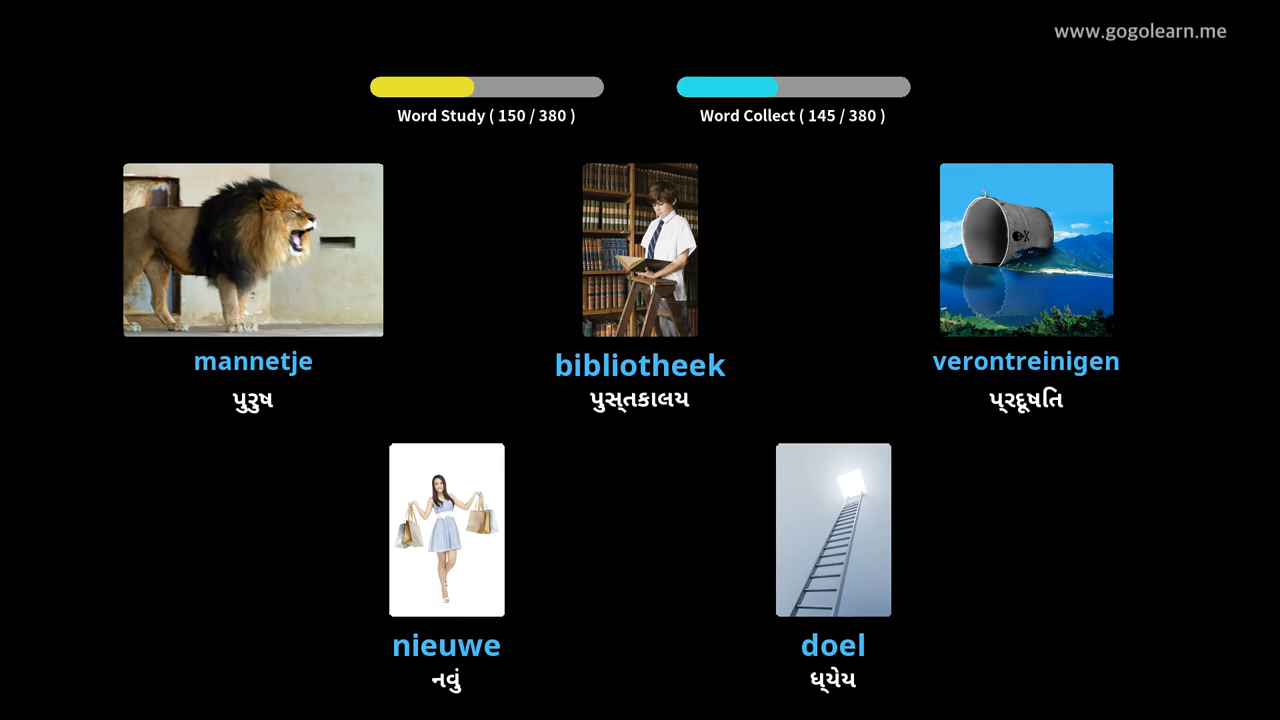 www.gogolearn.me
Word Study ( 150 / 380 )
Word Collect ( 145 / 380 )
mannetje
પુરુષ
bibliotheek
પુસ્તકાલય
verontreinigen
પ્રદૂષતિ
nieuwe
નવું
doel
ધ્યેય